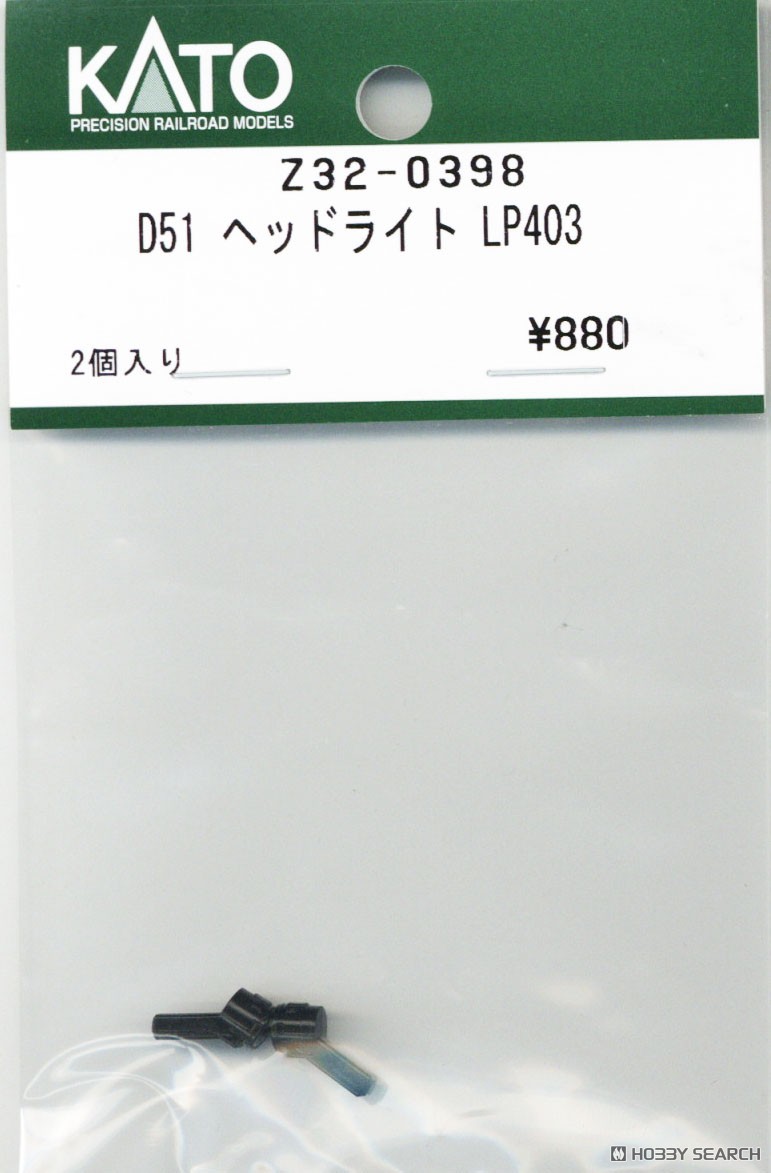 KATO
PRECISION RAILROAD MODELS
Z32-0398
D51 ヘッドライト LP403
¥880
2個入り
HOBBY SEARCH